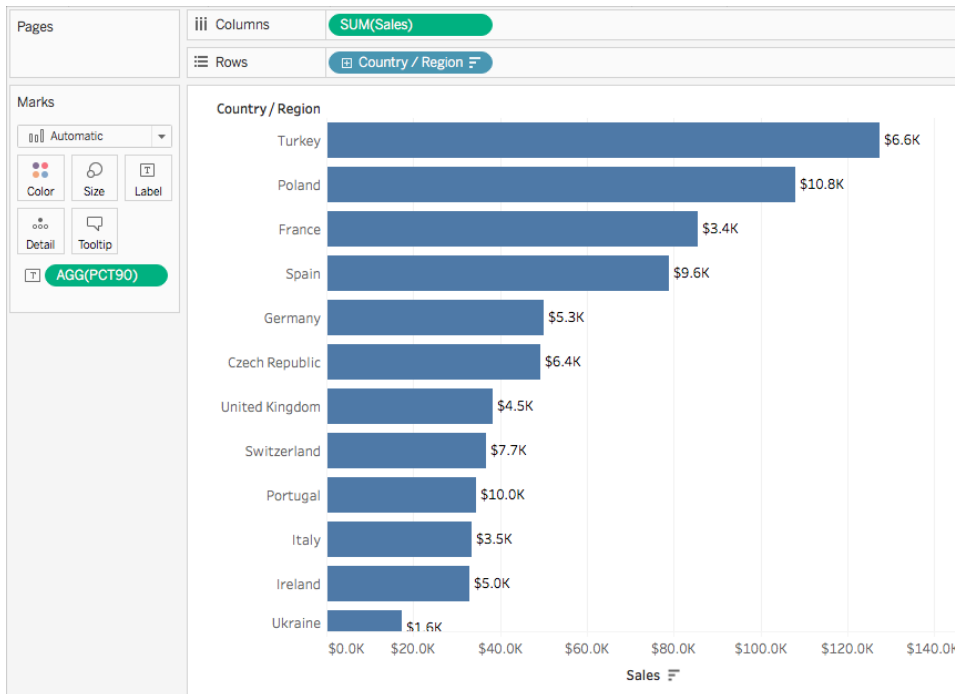 Pages
Columns
SUM(Sales)
Rows
Country / Region
Marks
Automatic
Color
Size
Label
Detail
Tooltip
AGG(PCT90)
Country / Region
Turkey $6.6K
Poland $10.8K
France $3.4K
Spain $9.6K
Germany $5.3K
Czech Republic $6.4K
United Kingdom $4.5K
Switzerland $7.7K
Portugal $10.0K
Italy $3.5K
Ireland $5.0K
Ukraine $1.6K
$0.0K $20.0K $40.0K $60.0K $80.0K $100.0K $120.0K $140.0K
Sales